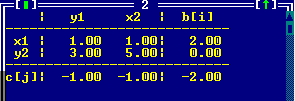 [▮] 2 [↑]
¦ y1 x2 ¦ b[i]
x1 ¦ 1.00 1.00¦ 2.00
y2 ¦ 3.00 5.00¦ 0.00
c[j]¦ -1.00 -1.00¦ -2.00